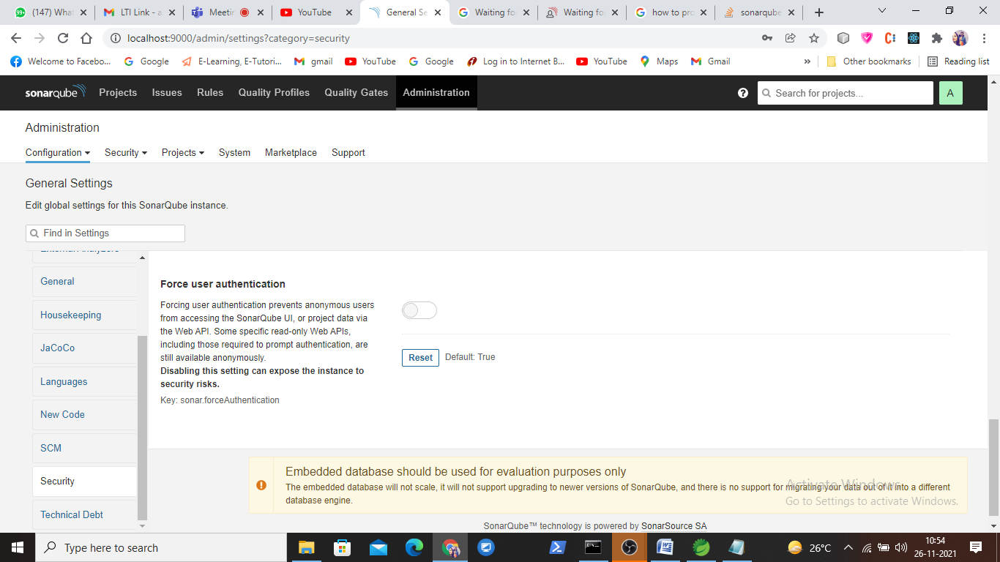 (147) What
LTI Link - a
Meetin
YouTube
General Se
Waiting fo
Waiting fo
how to pro
sonarqube
localhost:9000/admin/settings?category=security
Welcome to Facebo...
Google
E-Learning, E-Tutori...
gmail
YouTube
Google
Log in to Internet B...
YouTube
Maps
Gmail
»
Other bookmarks
Reading list
sonarqube
Projects
Issues
Rules
Quality Profiles
Quality Gates
Administration
Search for projects...
A
Administration
Configuration
Security
Projects
System
Marketplace
Support
General Settings
Edit global settings for this SonarQube instance.
Find in Settings
External Analyzers
General
Housekeeping
JaCoCo
Languages
New Code
SCM
Security
Technical Debt
Force user authentication
Forcing user authentication prevents anonymous users
from accessing the SonarQube UI, or project data via
the Web API. Some specific read-only Web APIs,
including those required to prompt authentication, are
still available anonymously.
Disabling this setting can expose the instance to
security risks.
Key: sonar.forceAuthentication
Reset
Default: True
Embedded database should be used for evaluation purposes only
The embedded database will not scale, it will not support upgrading to newer versions of SonarQube, and there is no support for migrating your data out of it into a different
database engine.
Activate Windows
Go to Settings to activate Windows.
SonarQube™ technology is powered by SonarSource SA
Type here to search
26°C
10:54
26-11-2021